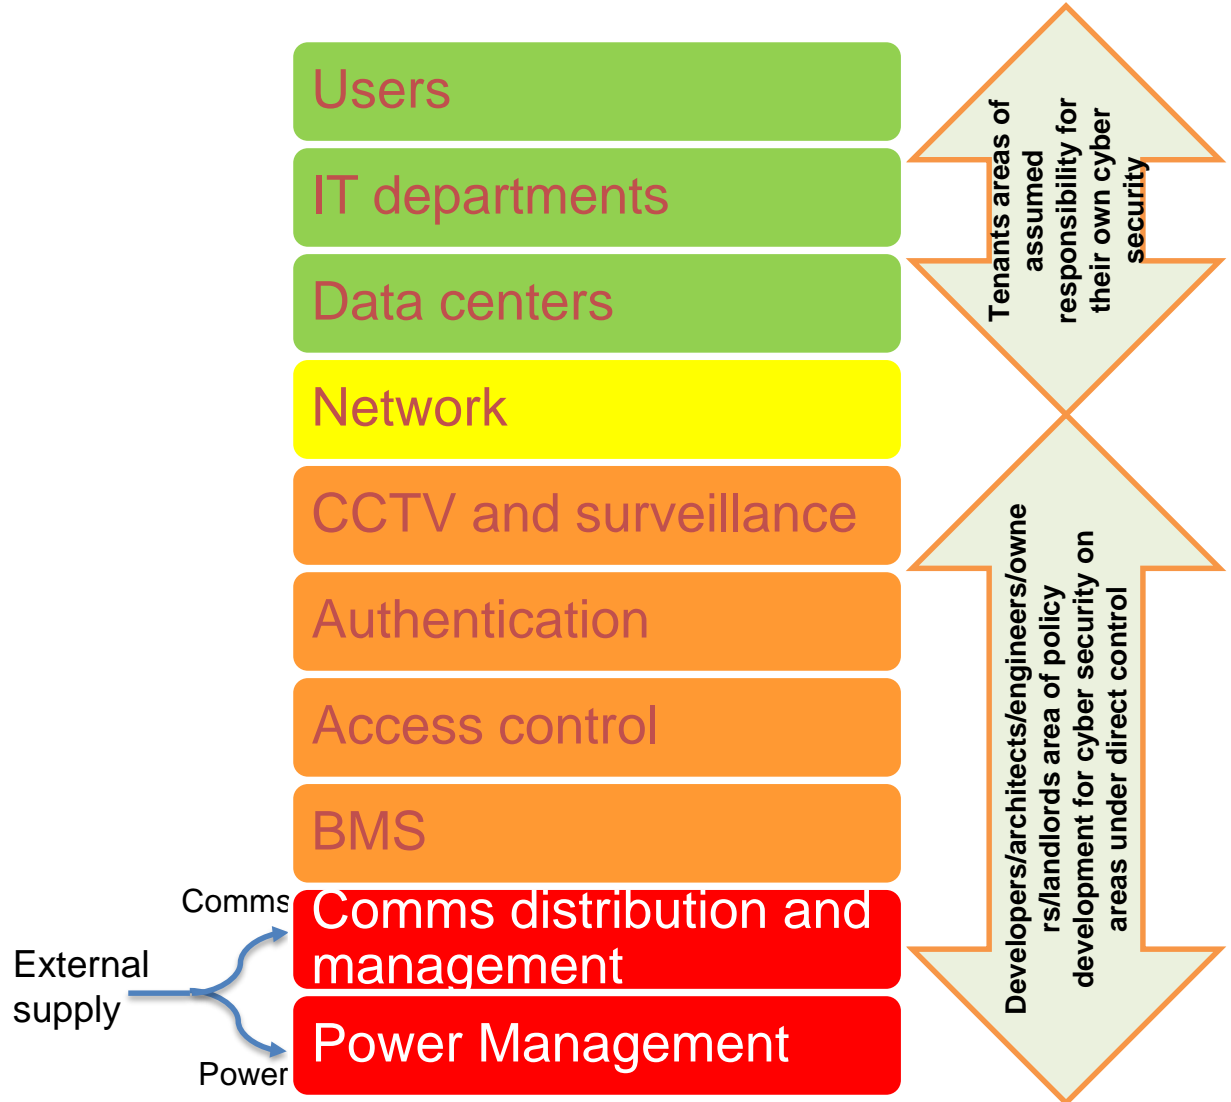 Users
IT departments
Data centers
Network
CCTV and surveillance
Authentication
Access control
BMS
Comms distribution and
management
Power Management
Comms
External
supply
Power
Tenants areas of
assumed
responsibility for
their own cyber
security
Developers/architects/engineers/owne
rs/landlords area of policy
development for cyber security on
areas under direct control